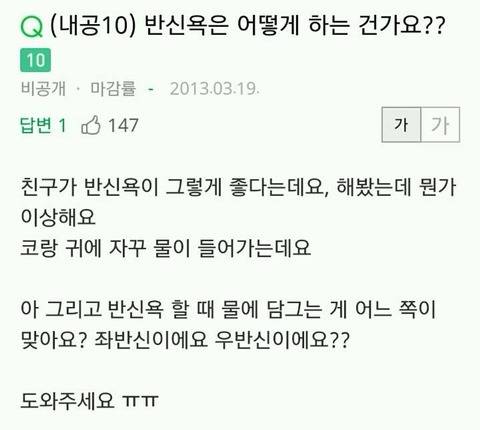 Q (내공10) 반신욕은 어떻게 하는 건가요??
10
비공개 · 마감률 - 2013.03.19.
답변 1 147 가 가
친구가 반신욕이 그렇게 좋다는데요, 해봤는데 뭔가
이상해요
코랑 귀에 자꾸 물이 들어가는데요
아 그리고 반신욕 할 때 물에 담그는 게 어느 쪽이
맞아요? 좌반신이에요 우반신이에요??
도와주세요 ㅠㅠ